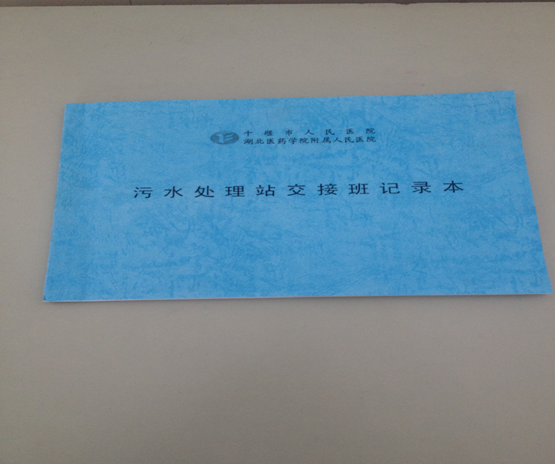 十堰市人民医院
湖北医药学院附属人民医院
污水处理站交接班记录本